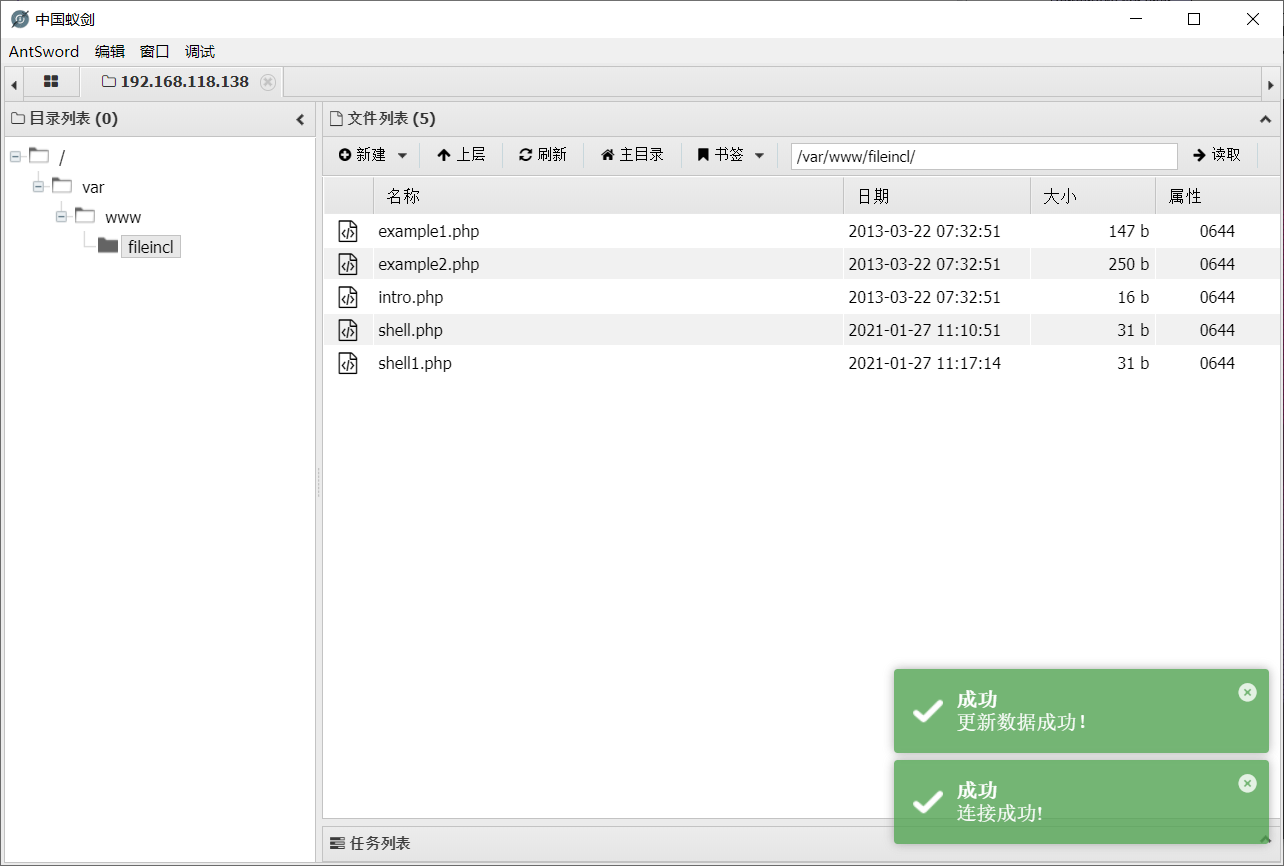 中国蚁剑
AntSword 编辑 窗口 调试
192.168.118.138
目录列表 (0)
/
var
www
fileincl
文件列表 (5)
新建 上层 刷新 主目录 书签 /var/www/fileincl/ 读取
名称 日期 大小 属性
example1.php 2013-03-22 07:32:51 147 b 0644
example2.php 2013-03-22 07:32:51 250 b 0644
intro.php 2013-03-22 07:32:51 16 b 0644
shell.php 2021-01-27 11:10:51 31 b 0644
shell1.php 2021-01-27 11:17:14 31 b 0644
成功
更新数据成功！
成功
连接成功!
任务列表